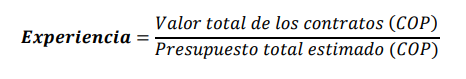 Experiencia = Valor total de los contratos (COP)
Presupuesto total estimado (COP)